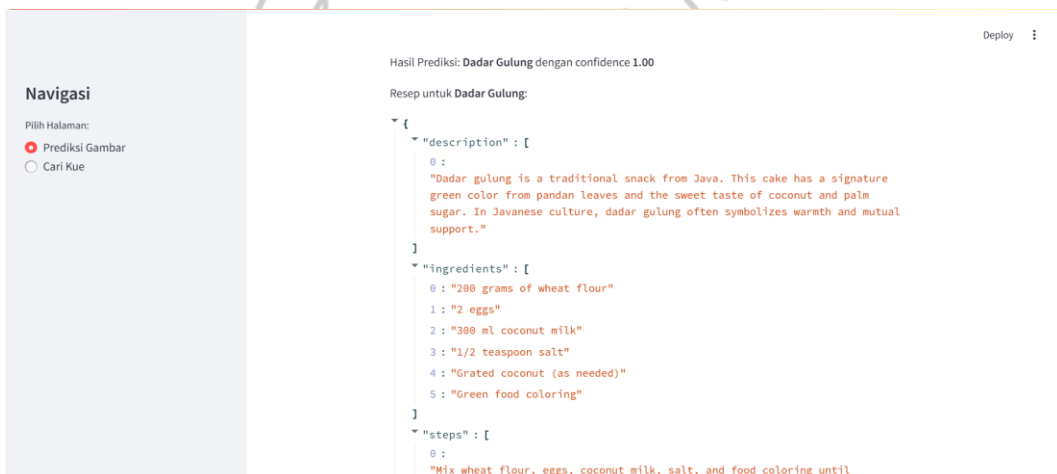 Deploy
Navigasi
Pilih Halaman:
Prediksi Gambar
Cari Kue
Hasil Prediksi: Dadar Gulung dengan confidence 1.00
Resep untuk Dadar Gulung:
{
"description" : [
0 :
"Dadar gulung is a traditional snack from Java. This cake has a signature
green color from pandan leaves and the sweet taste of coconut and palm
sugar. In Javanese culture, dadar gulung often symbolizes warmth and mutual
support."
]
"ingredients" : [
0 : "200 grams of wheat flour"
1 : "2 eggs"
2 : "300 ml coconut milk"
3 : "1/2 teaspoon salt"
4 : "Grated coconut (as needed)"
5 : "Green food coloring"
]
"steps" : [
0 :
"Mix wheat flour, eggs, coconut milk, salt, and food coloring until